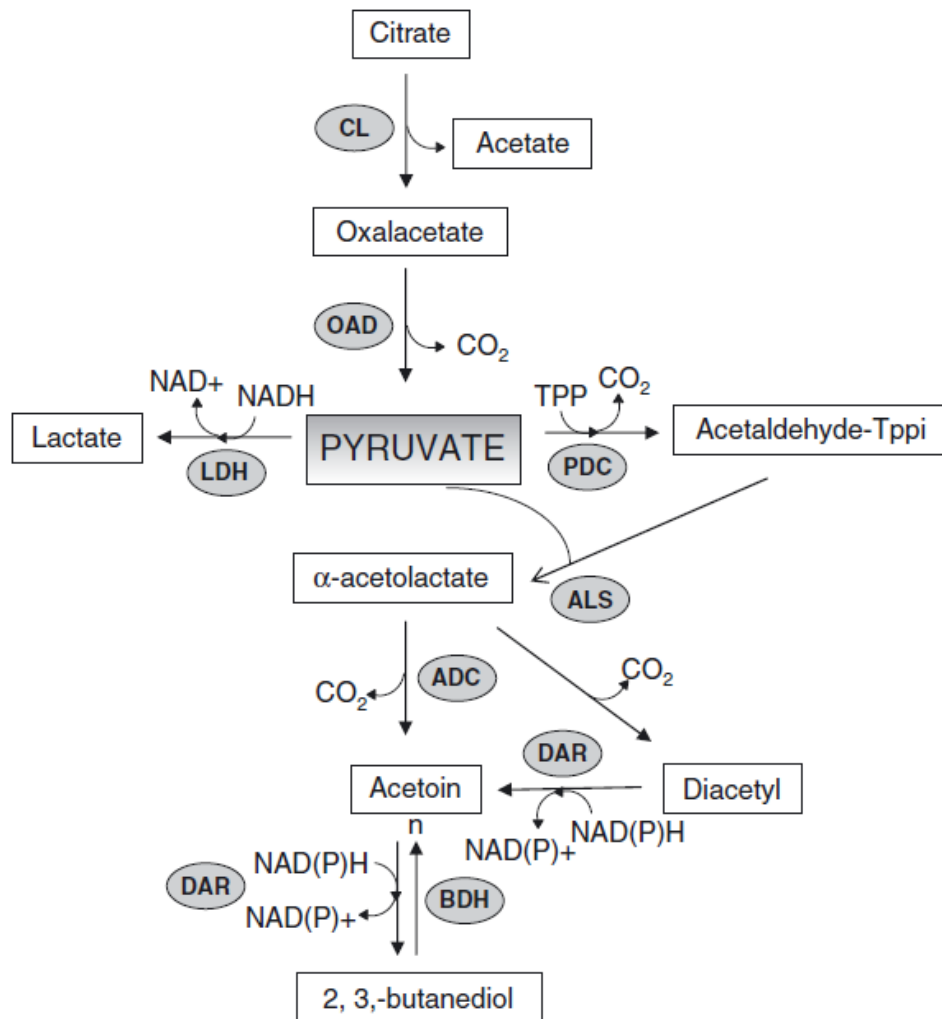 Citrate
CL
Acetate
Oxalacetate
OAD
CO₂
NAD+
NADH
TPP
CO₂
Lactate
PYRUVATE
Acetaldehyde-Tppi
LDH
PDC
α-acetolactate
ALS
CO₂
ADC
CO₂
DAR
Acetoin
Diacetyl
n
NAD(P)+
NAD(P)H
NAD(P)H
DAR
BDH
NAD(P)+
2, 3,-butanediol